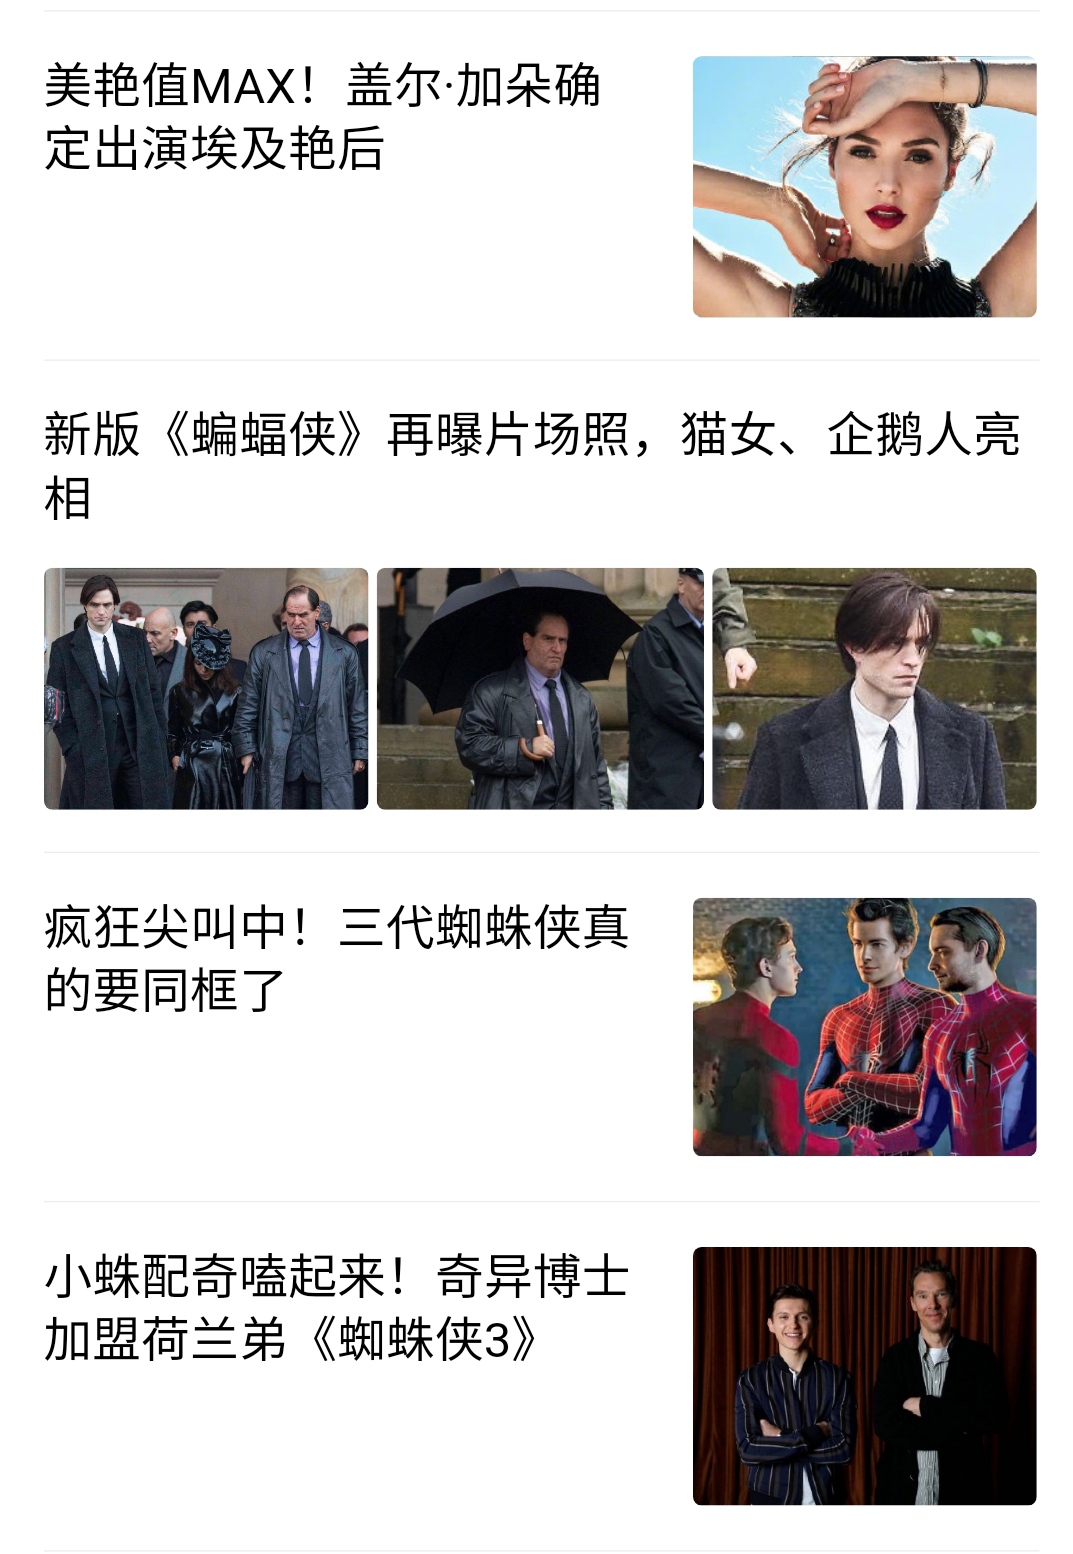 美艳值MAX！盖尔·加朵确
定出演埃及艳后
新版《蝙蝠侠》再曝片场照，猫女、企鹅人亮
相
疯狂尖叫中！三代蜘蛛侠真
的要同框了
小蛛配奇嗑起来！奇异博士
加盟荷兰弟《蜘蛛侠3》